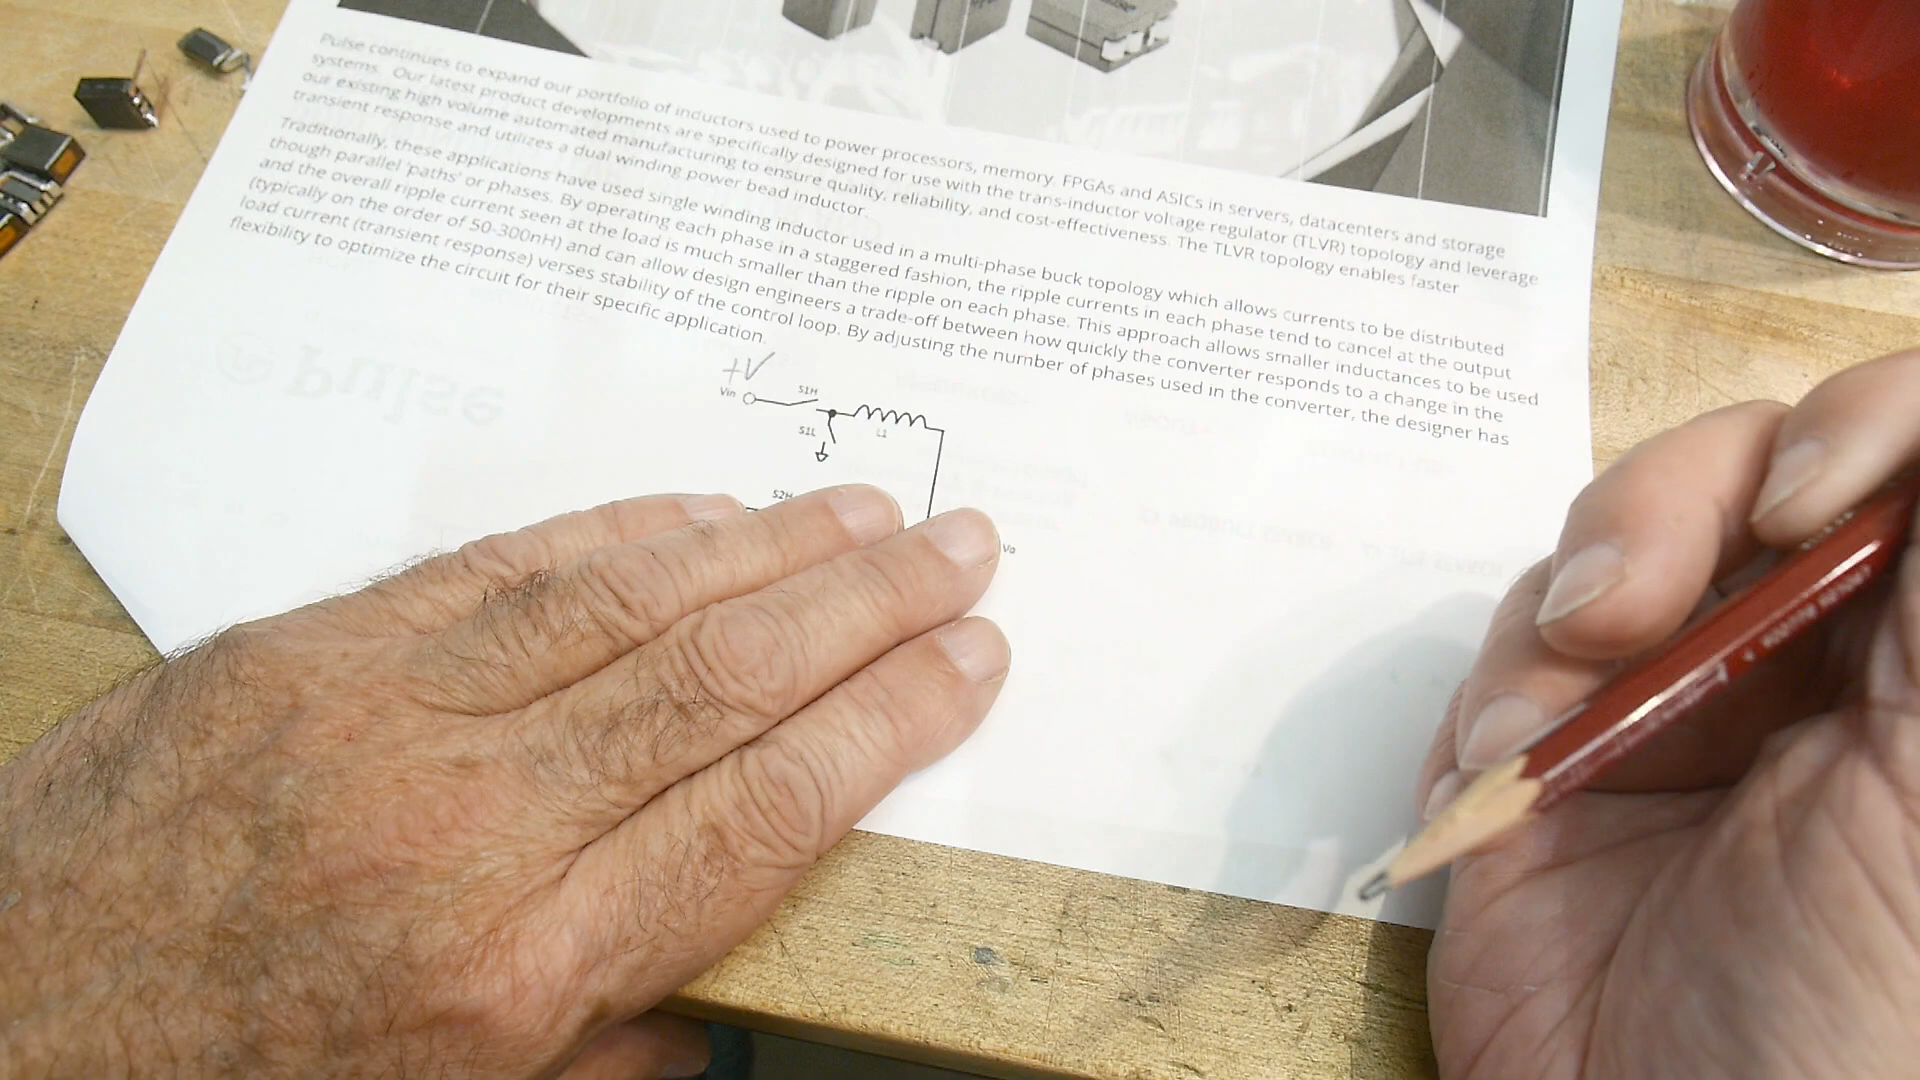 Pulse continues to expand our portfolio of inductors used to power processors, memory. FPGAs and ASICs in servers, datacenters and storage
systems. Our latest product developments are specifically designed for use with the trans-inductor voltage regulator (TLVR) topology and leverage
our existing high volume automated manufacturing to ensure quality, reliability, and cost-effectiveness. The TLVR topology enables faster
transient response and utilizes a dual winding power bead inductor.
Traditionally, these applications have used single winding inductor used in a multi-phase buck topology which allows currents to be distributed
though parallel 'paths' or phases. By operating each phase in a staggered fashion, the ripple currents in each phase tend to cancel at the output
and the overall ripple current seen at the load is much smaller than the ripple on each phase. This approach allows smaller inductances to be used
(typically on the order of 50-300nH) and can allow design engineers a trade-off between how quickly the converter responds to a change in the
load current (transient response) verses stability of the control loop. By adjusting the number of phases used in the converter, the designer has
flexibility to optimize the circuit for their specific application.
+V
Vin
S1H
S1L
L1
S2H
Vo
Pulse